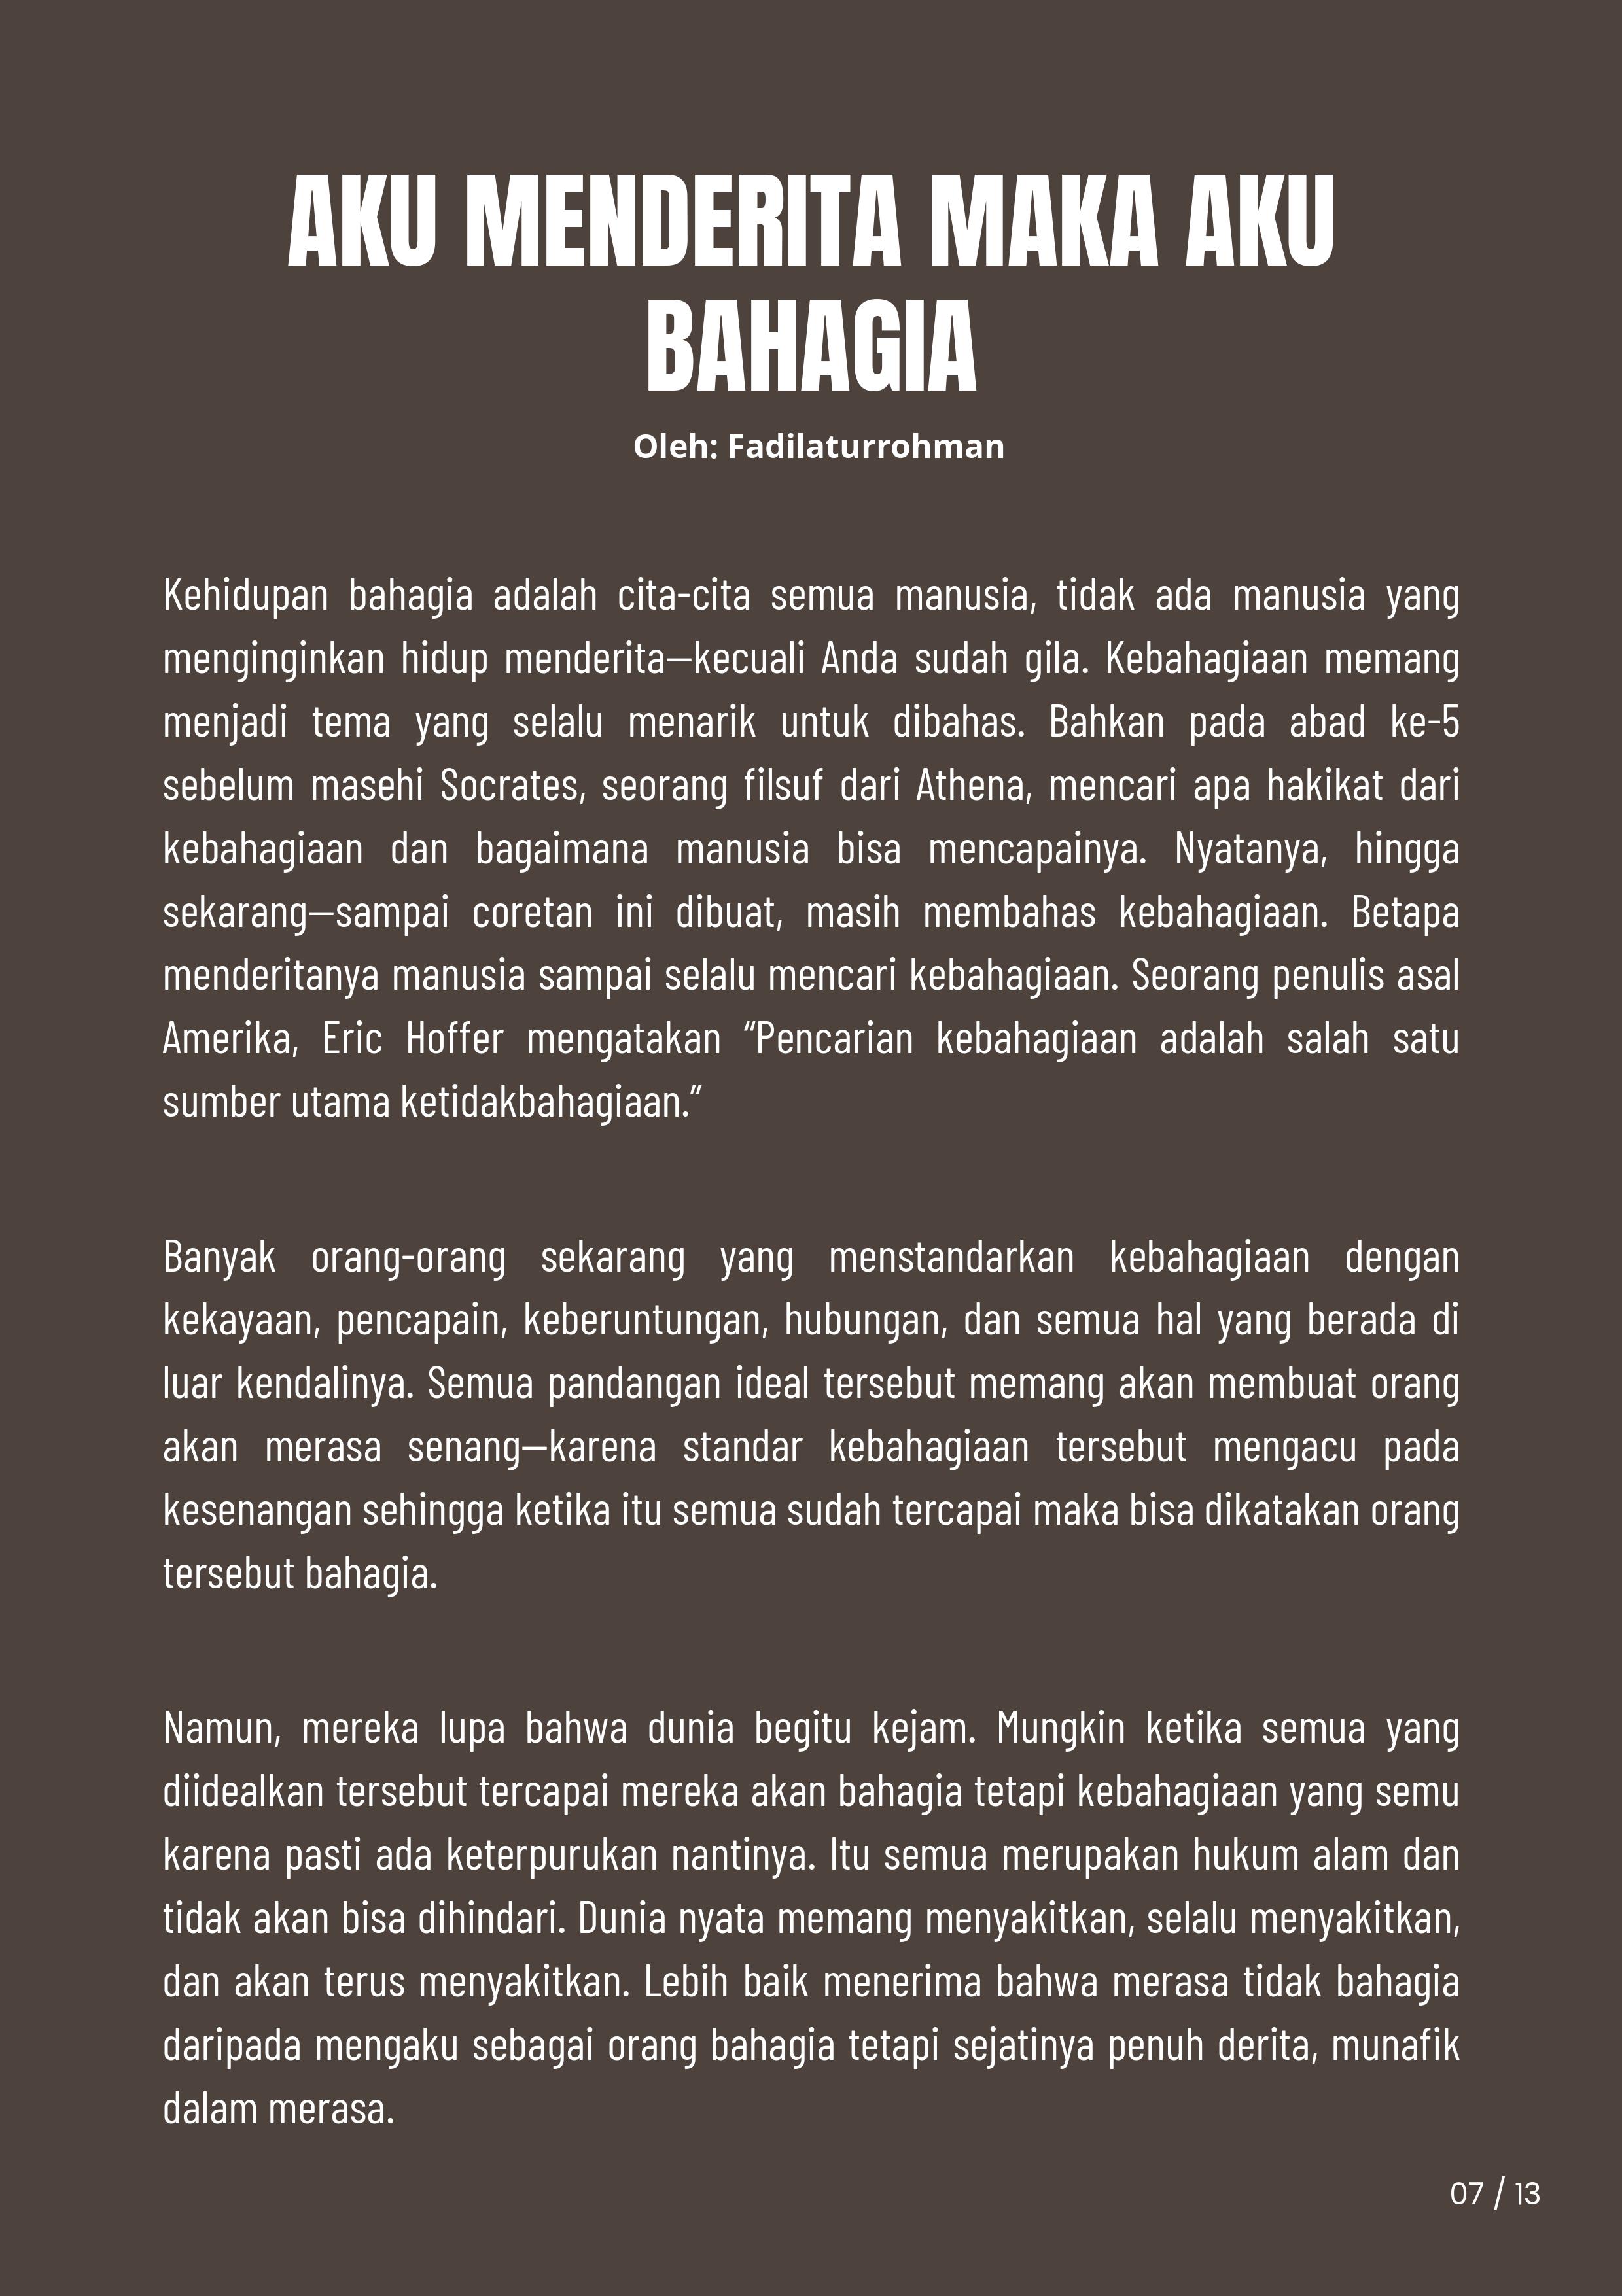 AKU MENDERITA MAKA AKU
BAHAGIA
Oleh: Fadilaturrohman
Kehidupan bahagia adalah cita-cita semua manusia, tidak ada manusia yang
menginginkan hidup menderita—kecuali Anda sudah gila. Kebahagiaan memang
menjadi tema yang selalu menarik untuk dibahas. Bahkan pada abad ke-5
sebelum masehi Socrates, seorang filsuf dari Athena, mencari apa hakikat dari
kebahagiaan dan bagaimana manusia bisa mencapainya. Nyatanya, hingga
sekarang—sampai coretan ini dibuat, masih membahas kebahagiaan. Betapa
menderitanya manusia sampai selalu mencari kebahagiaan. Seorang penulis asal
Amerika, Eric Hoffer mengatakan “Pencarian kebahagiaan adalah salah satu
sumber utama ketidakbahagiaan.”
Banyak orang-orang sekarang yang menstandarkan kebahagiaan dengan
kekayaan, pencapain, keberuntungan, hubungan, dan semua hal yang berada di
luar kendalinya. Semua pandangan ideal tersebut memang akan membuat orang
akan merasa senang—karena standar kebahagiaan tersebut mengacu pada
kesenangan sehingga ketika itu semua sudah tercapai maka bisa dikatakan orang
tersebut bahagia.
Namun, mereka lupa bahwa dunia begitu kejam. Mungkin ketika semua yang
diidealkan tersebut tercapai mereka akan bahagia tetapi kebahagiaan yang semu
karena pasti ada keterpurukan nantinya. Itu semua merupakan hukum alam dan
tidak akan bisa dihindari. Dunia nyata memang menyakitkan, selalu menyakitkan,
dan akan terus menyakitkan. Lebih baik menerima bahwa merasa tidak bahagia
daripada mengaku sebagai orang bahagia tetapi sejatinya penuh derita, munafik
dalam merasa.
07 / 13